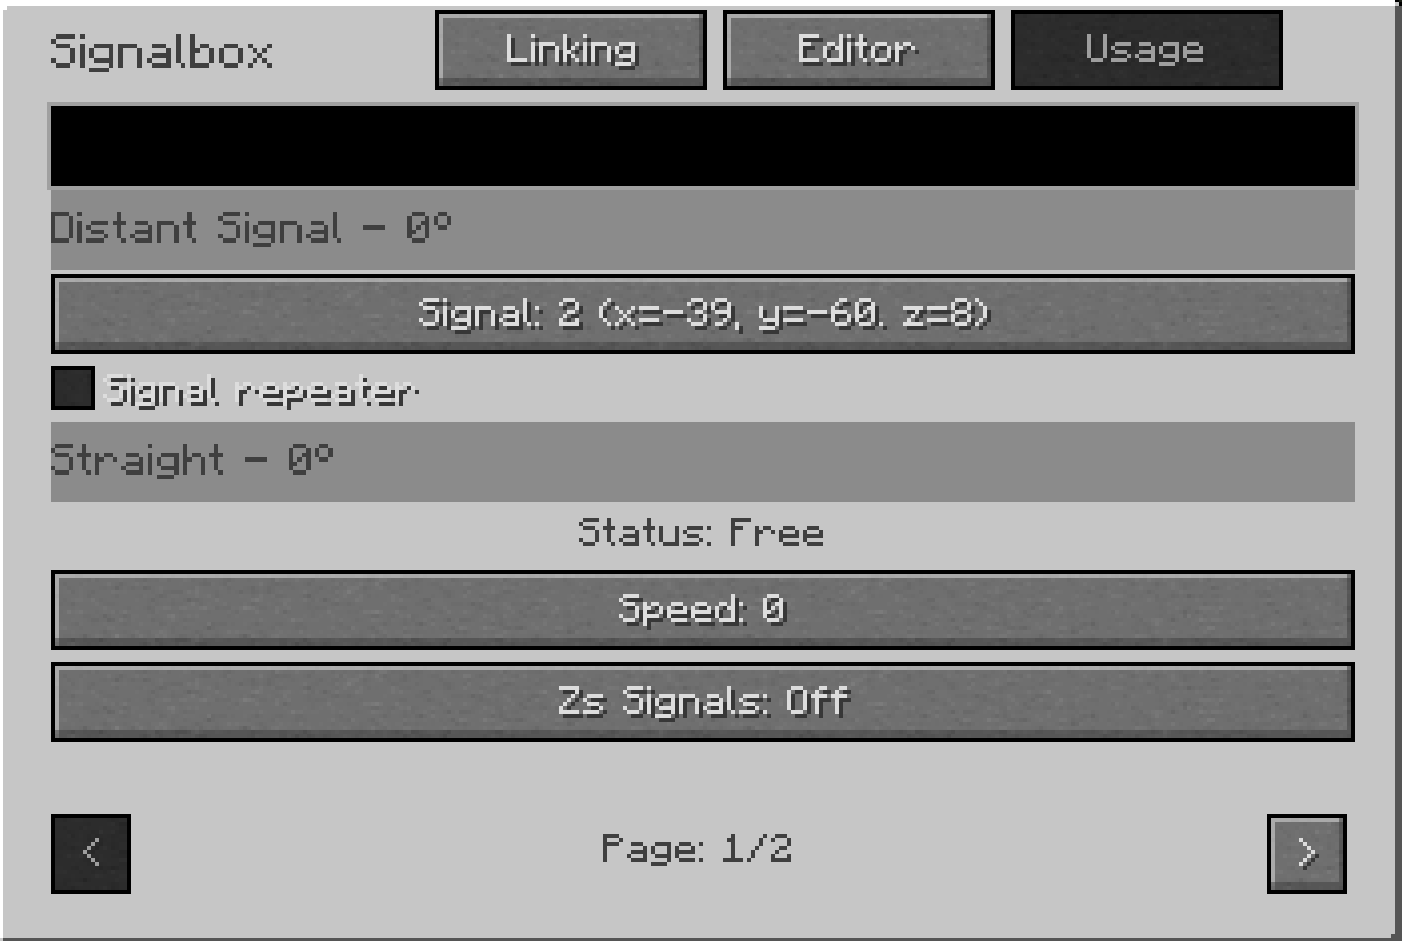 Signalbox Linking Editor Usage
Distant Signal - 0°
Signal: 2 (x=-39, y=-60. z=8)
Signal repeater
Straight - 0°
Status: Free
Speed: 0
Zs Signals: Off
< Page: 1/2 >